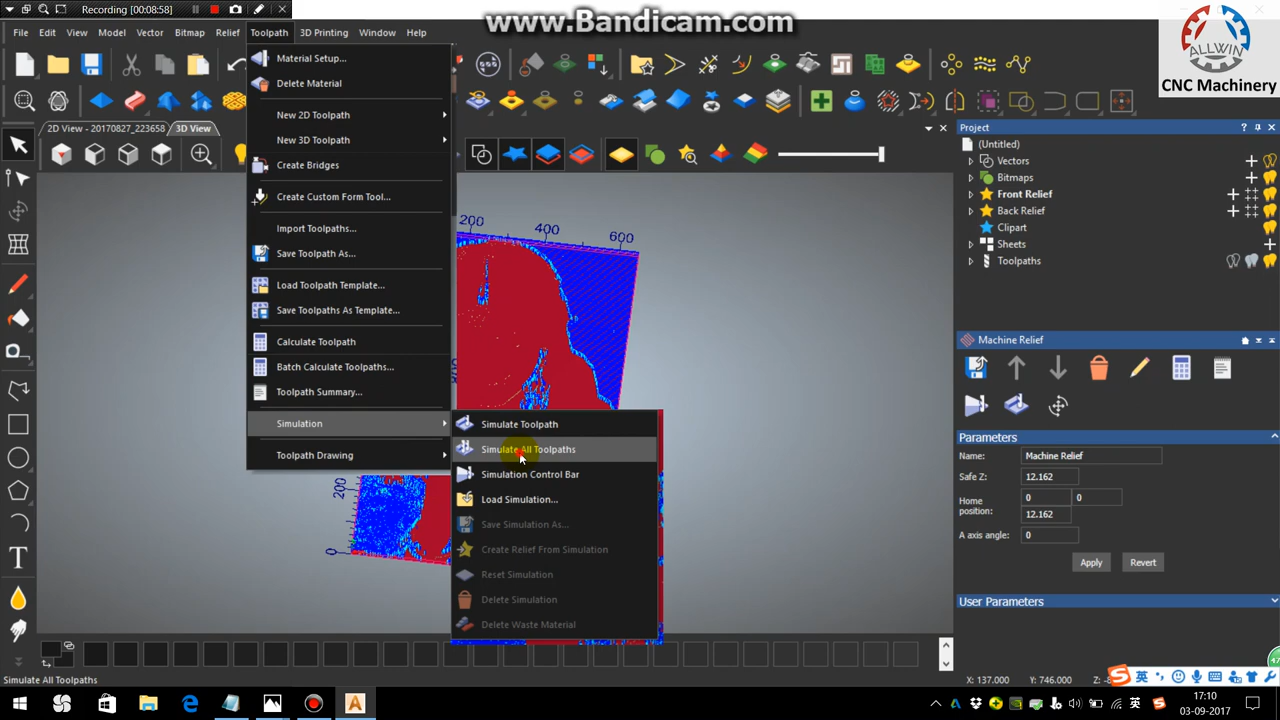 Recording [00:08:58]
www.Bandicam.com
ALLWIN
CNC Machinery
File Edit View Model Vector Bitmap Relief Toolpath 3D Printing Window Help
Material Setup...
Delete Material
New 2D Toolpath
New 3D Toolpath
Create Bridges
Create Custom Form Tool...
Import Toolpaths...
Save Toolpath As...
Load Toolpath Template...
Save Toolpaths As Template...
Calculate Toolpath
Batch Calculate Toolpaths...
Toolpath Summary...
Simulation
Toolpath Drawing
Simulate Toolpath
Simulate All Toolpaths
Simulation Control Bar
Load Simulation...
Save Simulation As...
Create Relief From Simulation
Reset Simulation
Delete Simulation
Delete Waste Material
2D View - 20170827_223658
3D View
200
400
600
200
0
Project
(Untitled)
Vectors
Bitmaps
Front Relief
Back Relief
Clipart
Sheets
Toolpaths
Machine Relief
Parameters
Name: Machine Relief
Safe Z: 12.162
Home position: 0 0
12.162
A axis angle: 0
Apply Revert
User Parameters
Simulate All Toolpaths
X: 137.000 Y: 746.000
英
17:10
03-09-2017